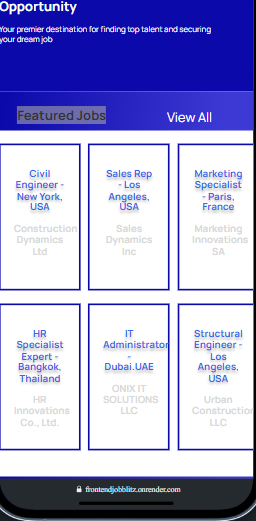 Opportunity
Your premier destination for finding top talent and securing
your dream job
Featured Jobs
View All
Civil
Engineer -
New York,
USA
Construction
Dynamics
Ltd
Sales Rep
- Los
Angeles,
USA
Sales
Dynamics
Inc
Marketing
Specialist
- Paris,
France
Marketing
Innovations
SA
HR
Specialist
Expert -
Bangkok,
Thailand
HR
Innovations
Co., Ltd.
IT
Administrator
-
Dubai.UAE
ONIX IT
SOLUTIONS
LLC
Structural
Engineer -
Los
Angeles,
USA
Urban
Construction
LLC
frontendjobblitz.onrender.com